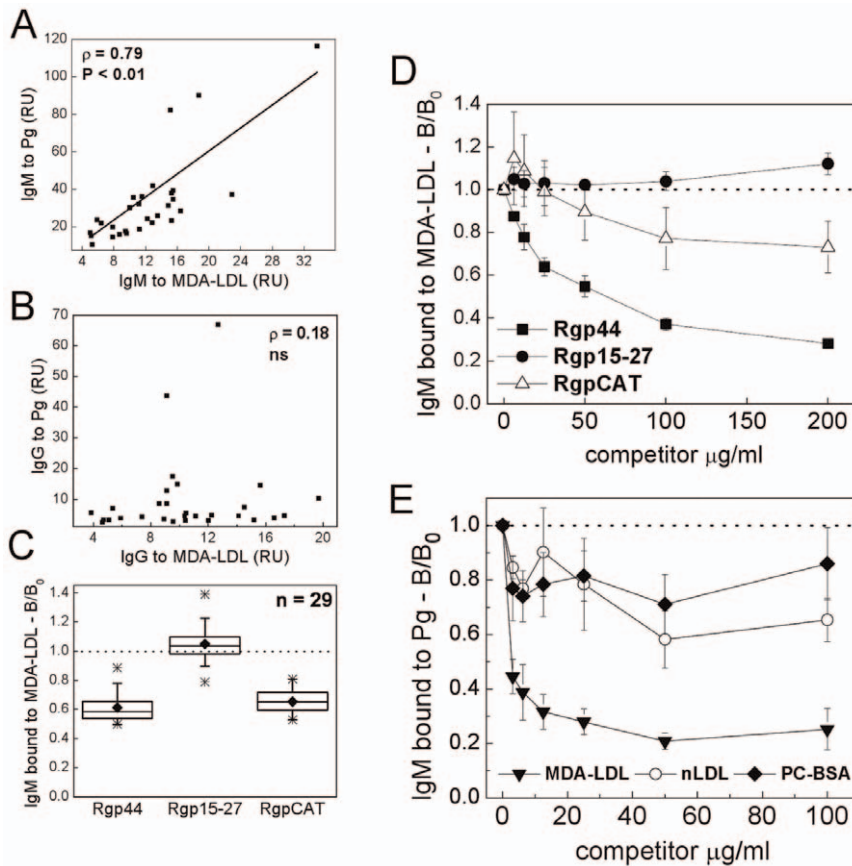 A
ρ = 0.79
P < 0.01
IgM to Pg (RU)
120
100
80
60
40
20
4 8 12 16 20 24 28 32
IgM to MDA-LDL (RU)
B
ρ = 0.18
ns
IgG to Pg (RU)
70
60
50
40
30
20
10
4 8 12 16 20
IgG to MDA-LDL (RU)
C
n = 29
IgM bound to MDA-LDL - B/B0
1.4
1.2
1.0
0.8
0.6
0.4
0.2
0.0
Rgp44 Rgp15-27 RgpCAT
D
IgM bound to MDA-LDL - B/B0
1.4
1.2
1.0
0.8
0.6
0.4
0.2
0.0
Rgp44
Rgp15-27
RgpCAT
0 50 100 150 200
competitor μg/ml
E
IgM bound to Pg - B/B0
1.0
0.8
0.6
0.4
0.2
0.0
MDA-LDL nLDL PC-BSA
0 20 40 60 80 100
competitor μg/ml